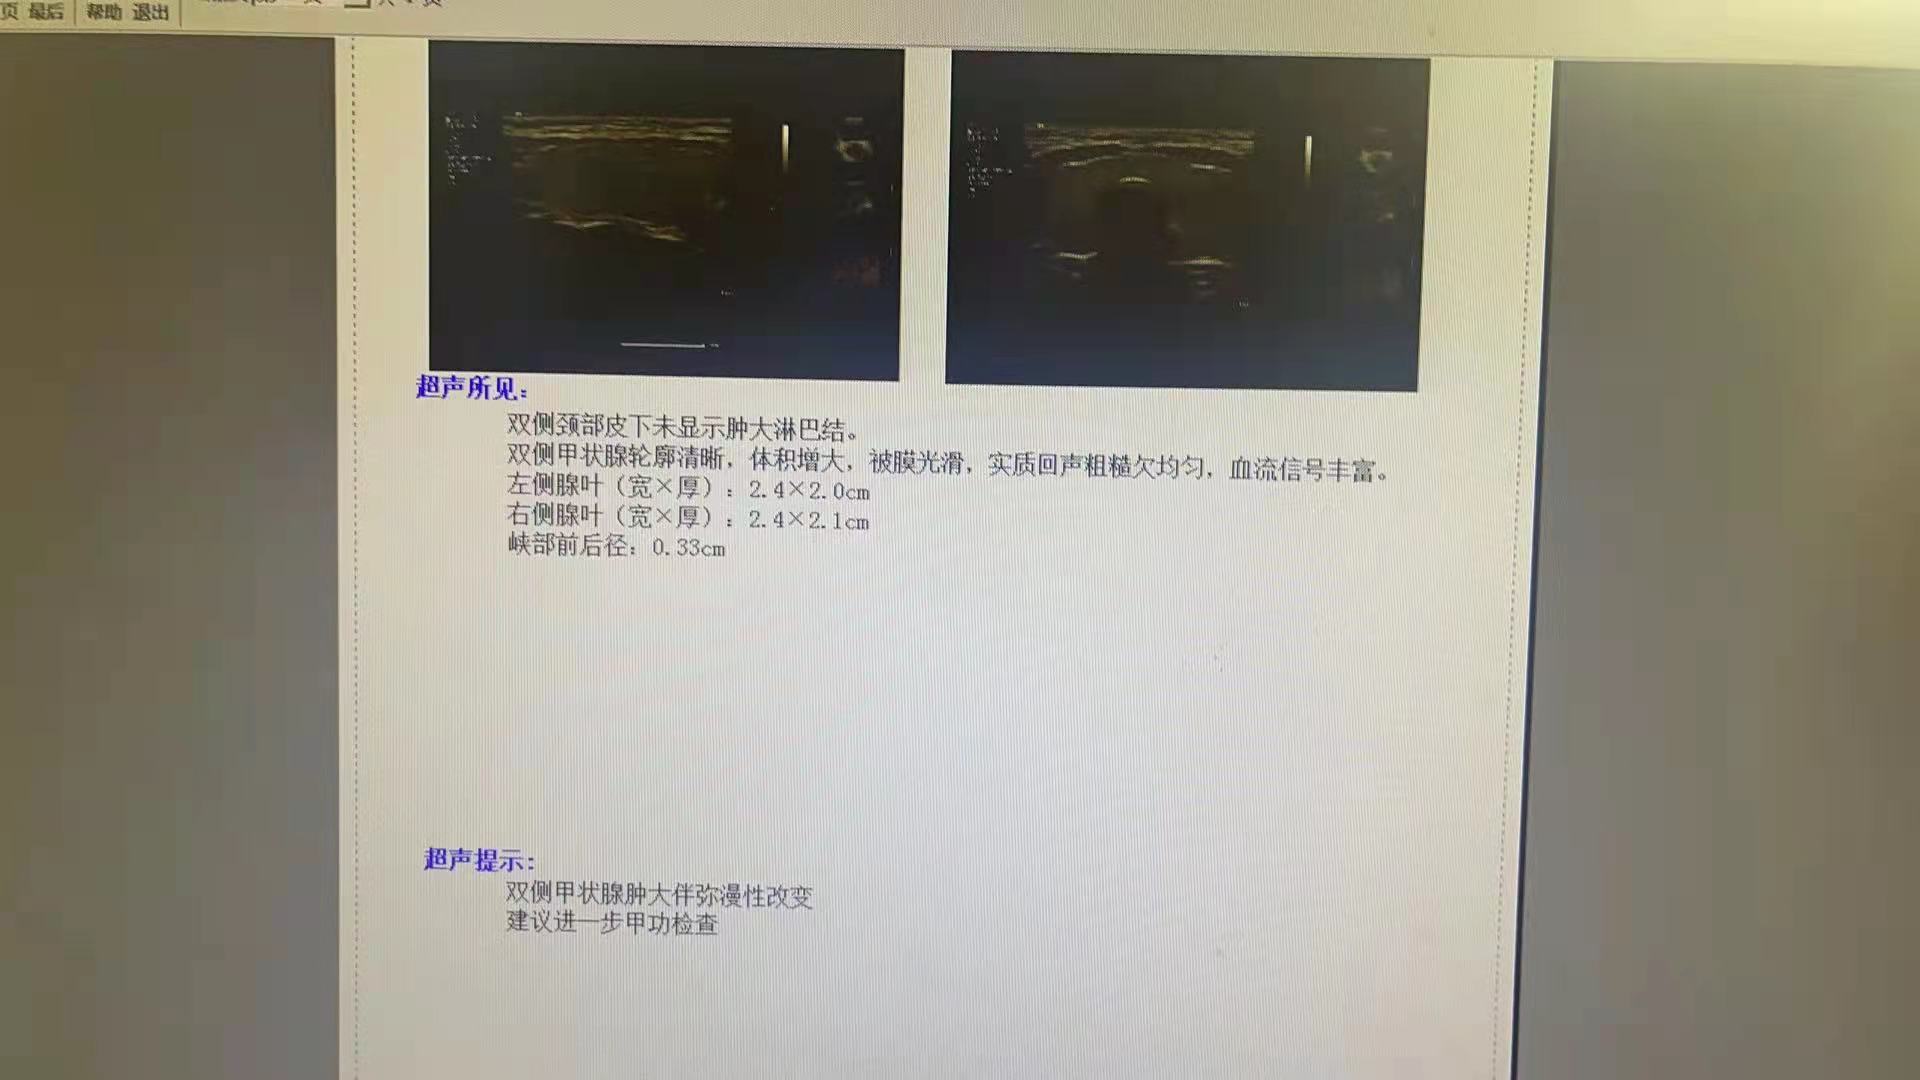 页 最后 帮助 退出
超声所见：
双侧颈部皮下未显示肿大淋巴结。
双侧甲状腺轮廓清晰，体积增大，被膜光滑，实质回声粗糙欠均匀，血流信号丰富。
左侧腺叶（宽×厚）：2.4×2.0cm
右侧腺叶（宽×厚）：2.4×2.1cm
峡部前后径：0.33cm
超声提示：
双侧甲状腺肿大伴弥漫性改变
建议进一步甲功检查